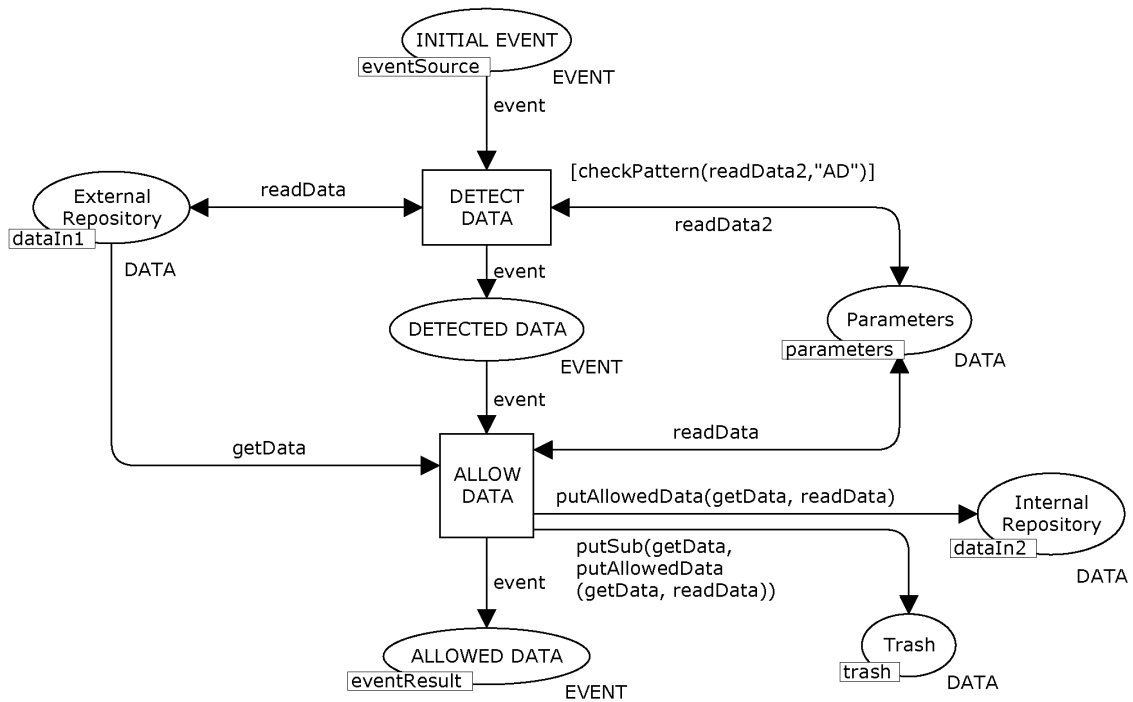 INITIAL EVENT
eventSource
EVENT
event
[checkPattern(readData2,"AD")]
External
Repository
dataIn1
DATA
readData
DETECT
DATA
readData2
event
DETECTED DATA
EVENT
Parameters
parameters
DATA
event
readData
getData
ALLOW
DATA
putAllowedData(getData, readData)
Internal
Repository
dataIn2
DATA
putSub(getData,
putAllowedData
(getData, readData))
event
Trash
trash
DATA
ALLOWED DATA
eventResult
EVENT